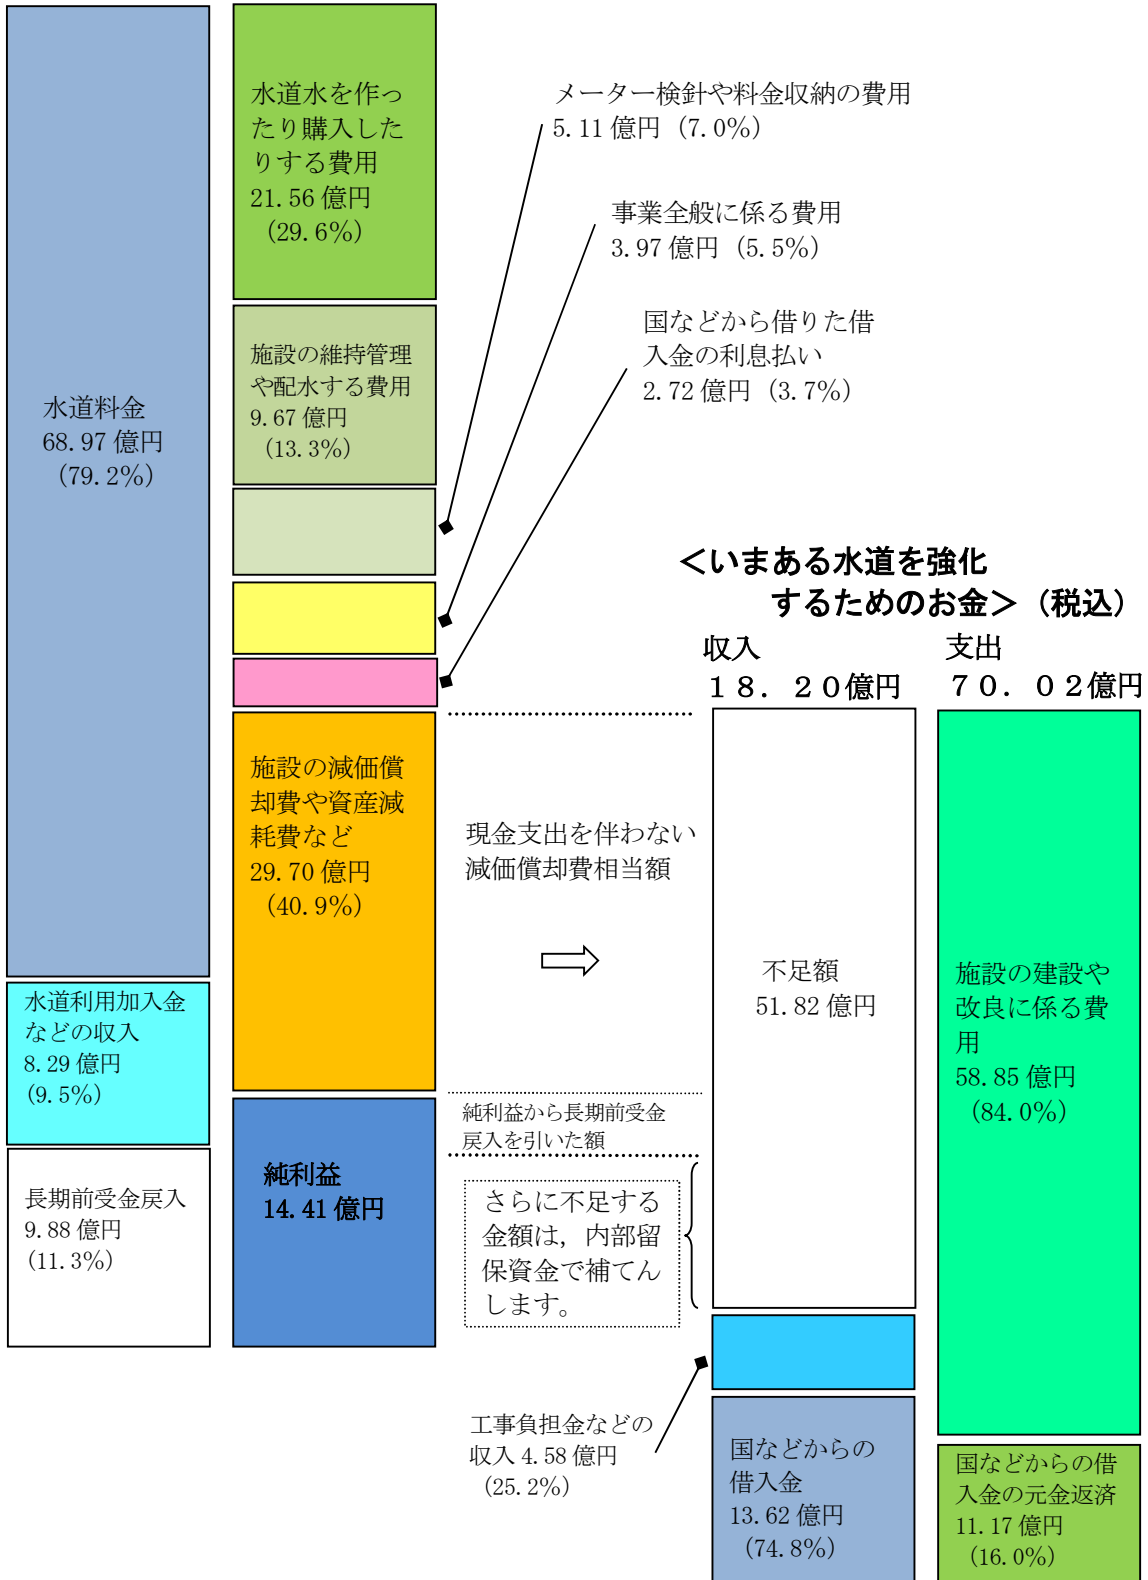 水道料金
68.97 億円
（79.2％）
水道利用加入金
などの収入
8.29 億円
(9.5％)
長期前受金戻入
9.88 億円
(11.3％)
水道水を作っ
たり購入した
りする費用
21.56 億円
（29.6％）
施設の維持管理
や配水する費用
9.67 億円
（13.3％）
メーター検針や料金収納の費用
5.11 億円（7.0％）
事業全般に係る費用
3.97 億円（5.5％）
国などから借りた借
入金の利息払い
2.72 億円（3.7％）
施設の減価償
却費や資産減
耗費など
29.70 億円
（40.9％）
純利益
14.41 億円
現金支出を伴わない
減価償却費相当額
純利益から長期前受金
戻入を引いた額
さらに不足する
金額は，内部留
保資金で補てん
します。
＜いまある水道を強化
するためのお金＞（税込）
収入
１８．２０億円
支出
７０．０２億円
不足額
51.82 億円
工事負担金などの
収入 4.58 億円
（25.2％）
国などからの
借入金
13.62 億円
（74.8％）
施設の建設や
改良に係る費
用
58.85 億円
（84.0％）
国などからの借
入金の元金返済
11.17 億円
（16.0％）